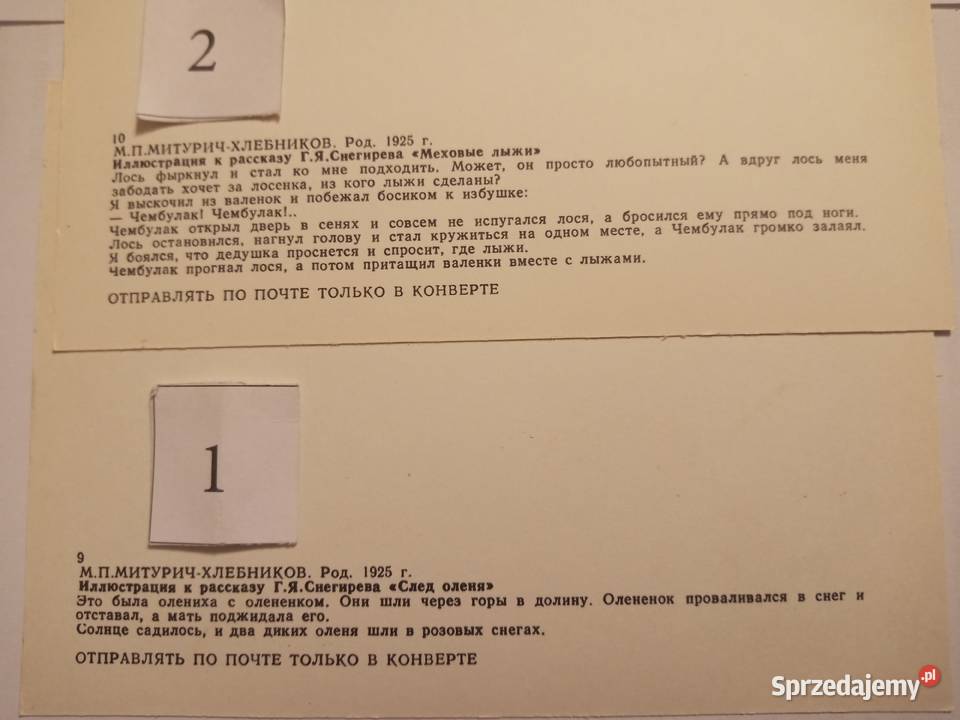 2
10
М.П.МИТУРИЧ-ХЛЕБНИКОВ. Род. 1925 г.
Иллюстрация к рассказу Г.Я.Снегирева «Меховые лыжи»
Лось фыркнул и стал ко мне подходить. Может, он просто любопытный? А вдруг лось меня
забодать хочет за лосенка, из кого лыжи сделаны?
Я выскочил из валенок и побежал босиком к избушке:
— Чембулак! Чембулак!..
Чембулак открыл дверь в сенях и совсем не испугался лося, а бросился ему прямо под ноги.
Лось остановился, нагнул голову и стал кружиться на одном месте, а Чембулак громко залаял.
Я боялся, что дедушка проснется и спросит, где лыжи.
Чембулак прогнал лося, а потом притащил валенки вместе с лыжами.
ОТПРАВЛЯТЬ ПО ПОЧТЕ ТОЛЬКО В КОНВЕРТЕ
1
9
М.П.МИТУРИЧ-ХЛЕБНИКОВ. Род. 1925 г.
Иллюстрация к рассказу Г.Я.Снегирева «След оленя»
Это была олениха с олененком. Они шли через горы в долину. Олененок проваливался в снег и
отставал, а мать поджидала его.
Солнце садилось, и два диких оленя шли в розовых снегах.
ОТПРАВЛЯТЬ ПО ПОЧТЕ ТОЛЬКО В КОНВЕРТЕ
Sprzedajemy.pl